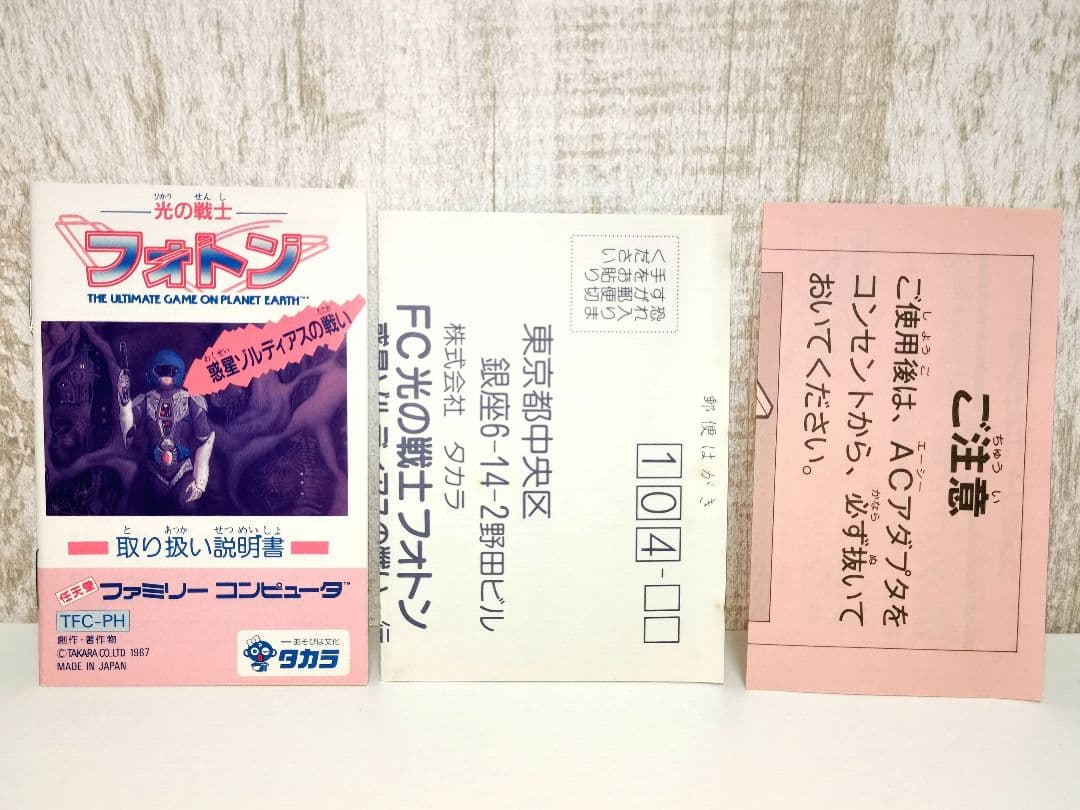 ひかり せんし
光の戦士
フォトン
THE ULTIMATE GAME ON PLANET EARTH™
わくせい たたか
惑星ソルディアスの戦い
と あつか せつ めい しょ
取り扱い説明書
任天堂 ファミリー コンピュータ™
TFC-PH
創作・著作物
©TAKARA CO.,LTD 1987
MADE IN JAPAN
あそびは文化
タカラ
恐れ入り
ますが郵便切
手をお貼り
ください
郵便はがき
104-
東京都中央区
銀座6-14-2野田ビル
株式会社 タカラ
FC光の戦士 フォトン
ちゅう い
ご注意
しようご
ご使用後は、ACアダプタを
エーシー
かなら ぬ
コンセントから、必ず抜いて
おいてください。